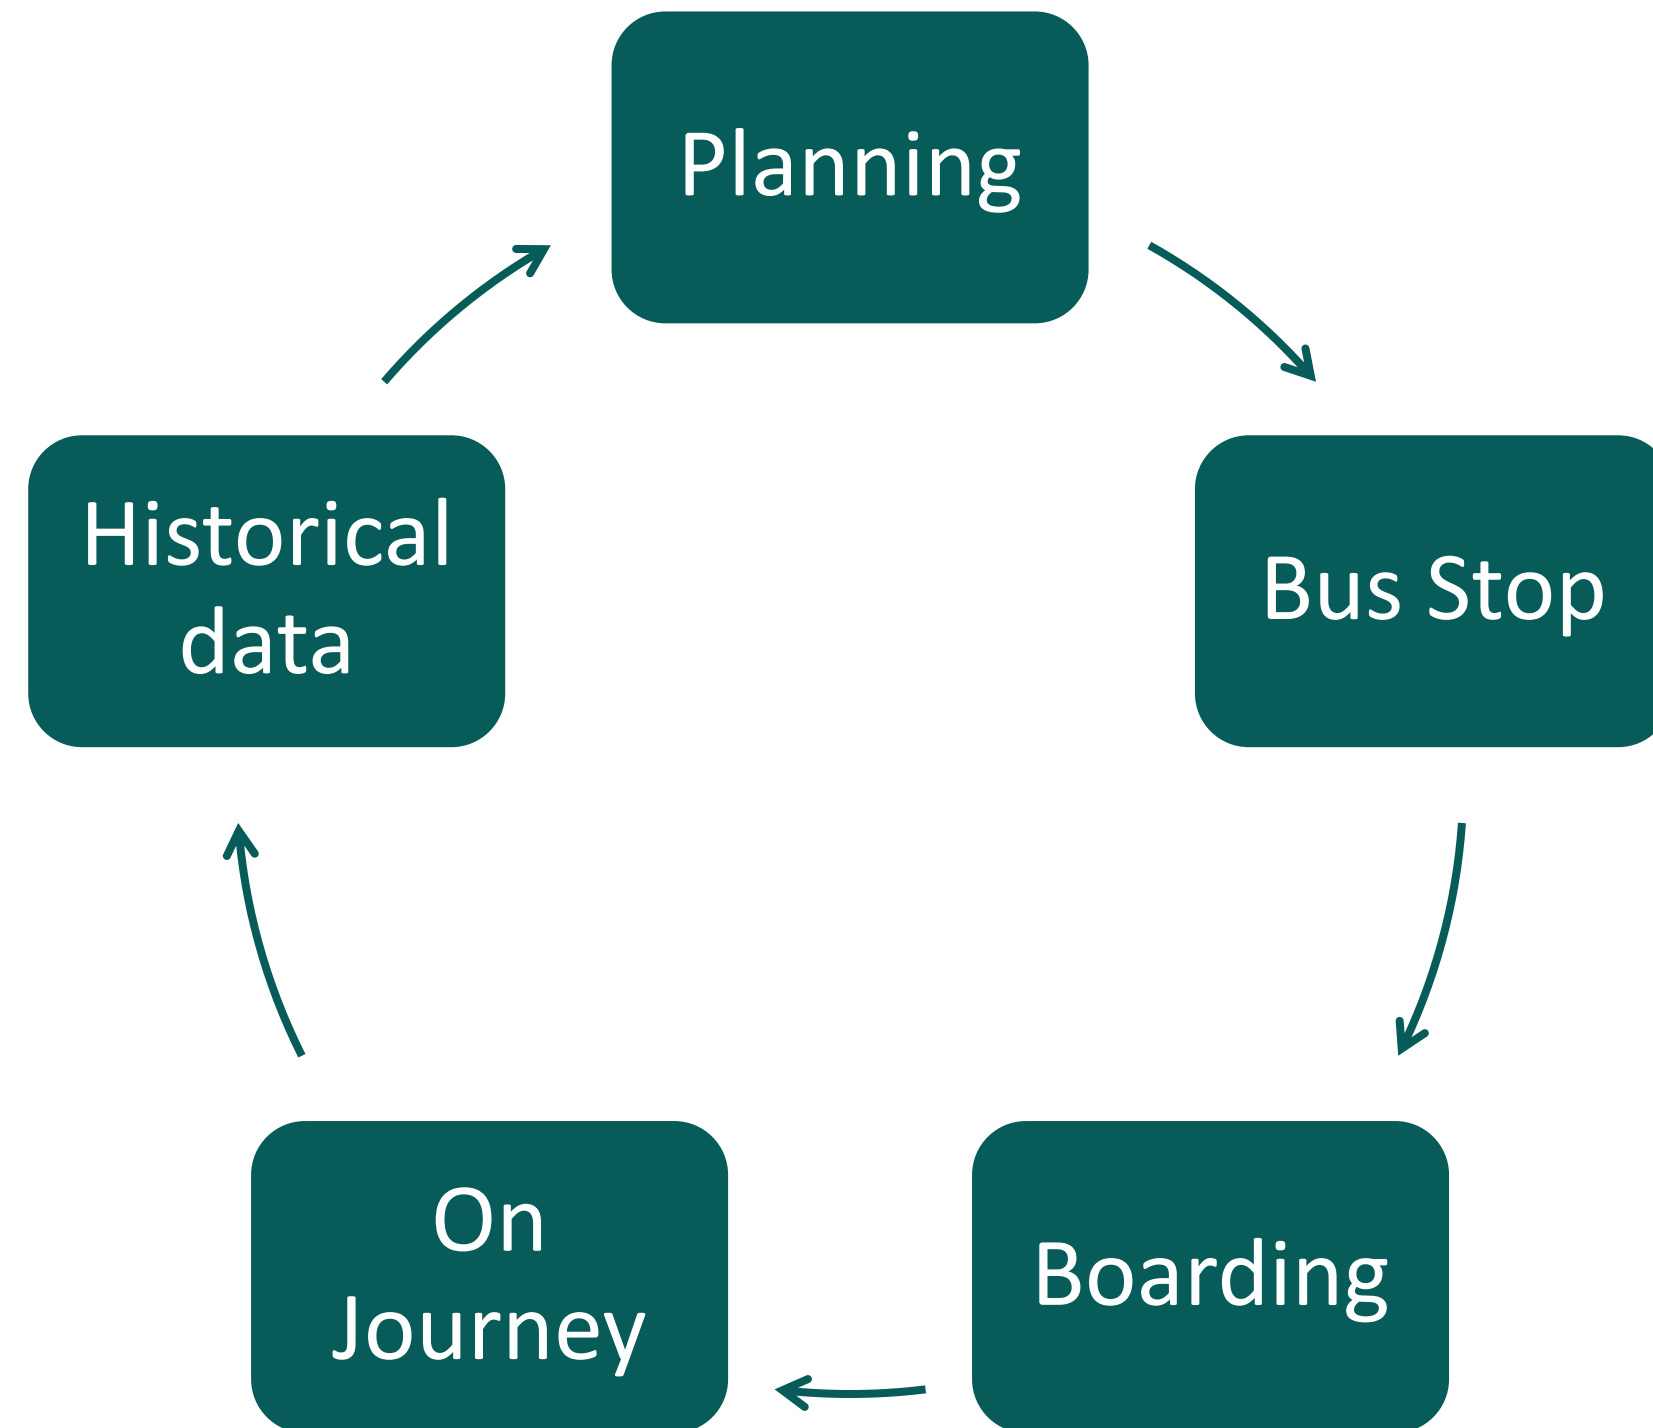 Planning
Bus Stop
Boarding
On
Journey
Historical
data